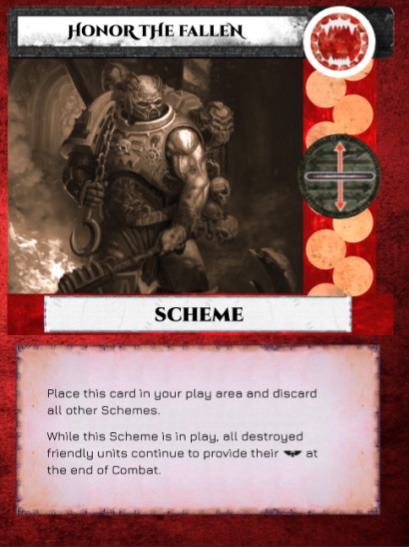 HONOR THE FALLEN
SCHEME
Place this card in your play area and discard
all other Schemes.
While this Scheme is in play, all destroyed
friendly units continue to provide their at
the end of Combat.